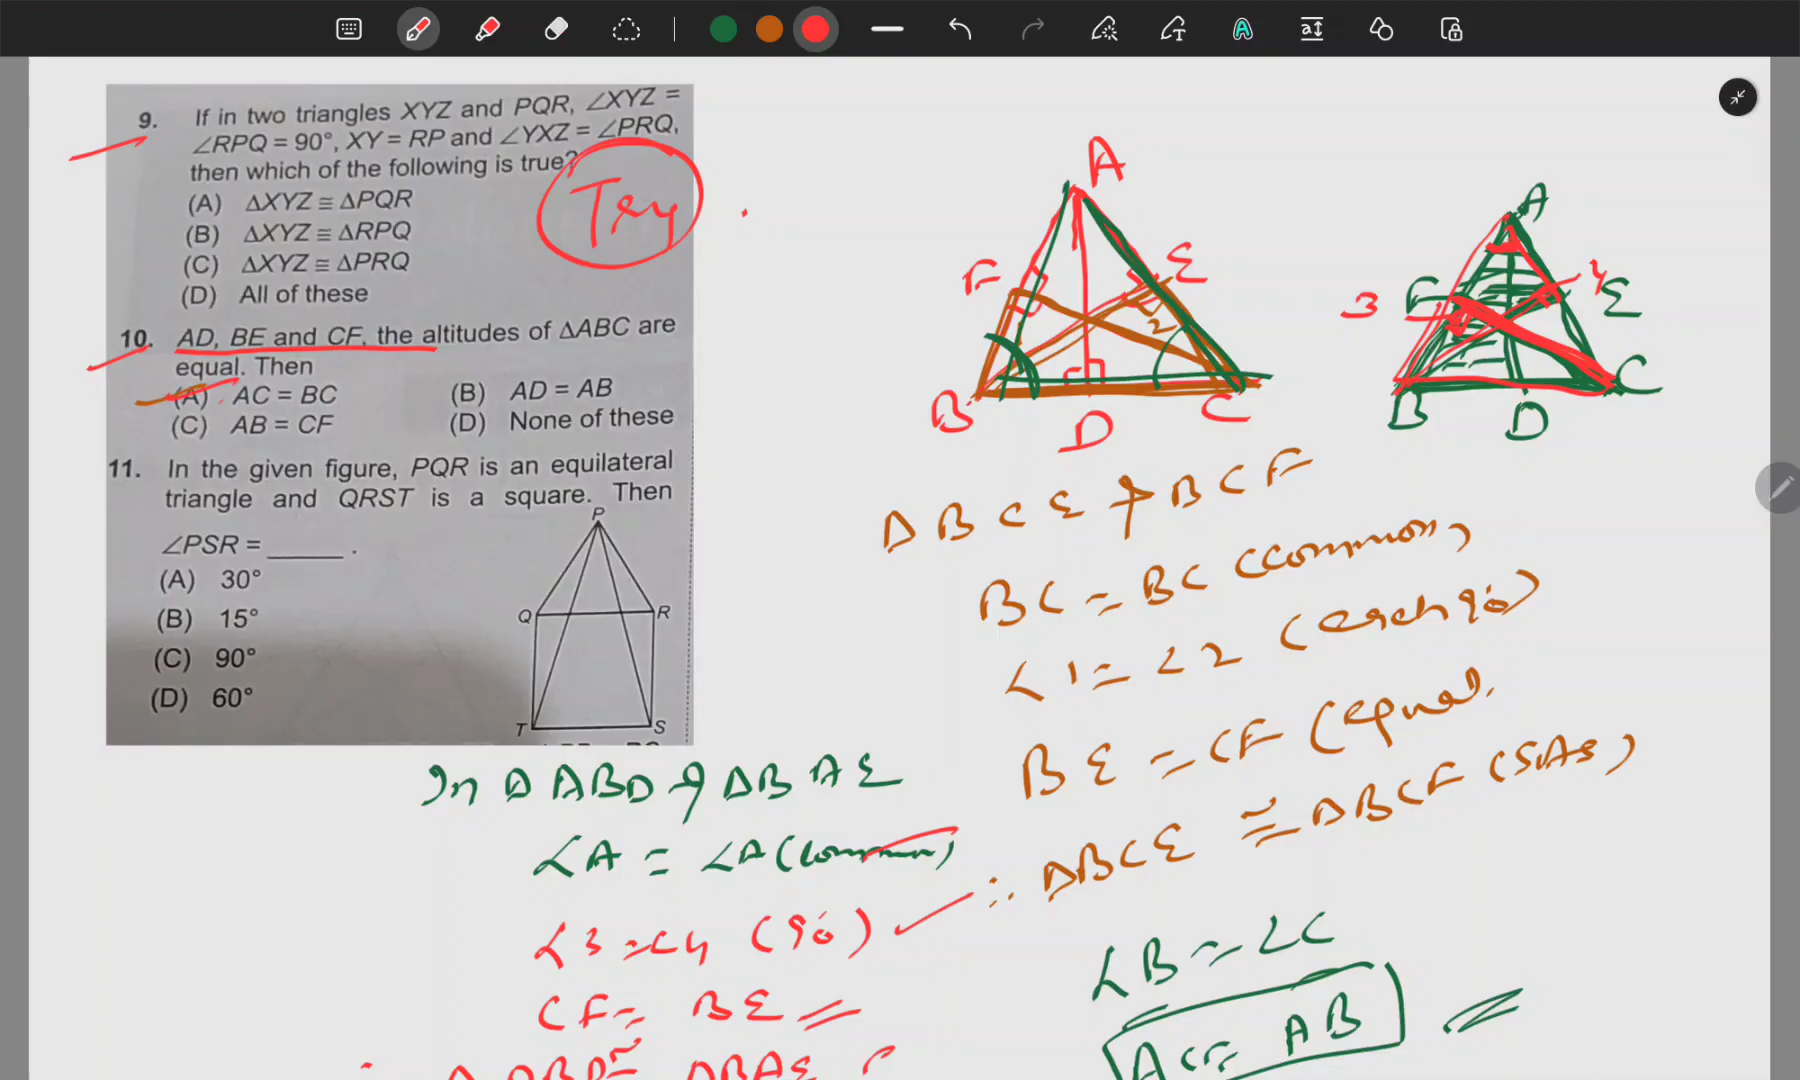 9. If in two triangles XYZ and PQR, ∠XYZ =
∠RPQ = 90°, XY = RP and ∠YXZ = ∠PRQ,
then which of the following is true?
(A) ΔXYZ ≅ ΔPQR
(B) ΔXYZ ≅ ΔRPQ
(C) ΔXYZ ≅ ΔPRQ
(D) All of these
Try
10. AD, BE and CF, the altitudes of ΔABC are
equal. Then
(A) AC = BC (B) AD = AB
(C) AB = CF (D) None of these
11. In the given figure, PQR is an equilateral
triangle and QRST is a square. Then
∠PSR = ______ .
(A) 30°
(B) 15°
(C) 90°
(D) 60°
P
Q R
T S
A
F E
2
B D C
A
3 F 4 E
B D C
Δ BCE & BCF
BC = BC (common)
∠1 = ∠2 (each 90)
BE = CF (equal.
∴ ΔBCE ≅ ΔBCF (SAS)
∠B = ∠C
AC = AB
In Δ ABD & ΔBAE
∠A = ∠A (common)
∠3 = ∠4 (90)
CF = BE =